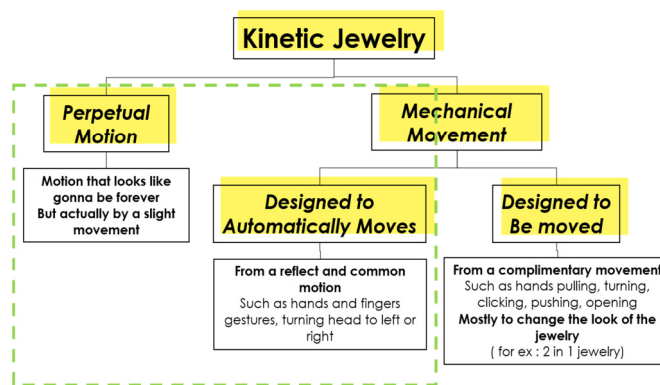 Kinetic Jewelry
Perpetual
Motion
Motion that looks like
gonna be forever
But actually by a slight
movement
Mechanical
Movement
Designed to
Automatically Moves
From a reflect and common
motion
Such as hands and fingers
gestures, turning head to left or
right
Designed to
Be moved
From a complimentary movement
Such as hands pulling, turning,
clicking, pushing, opening
Mostly to change the look of the
jewelry
( for ex : 2 in 1 jewelry)